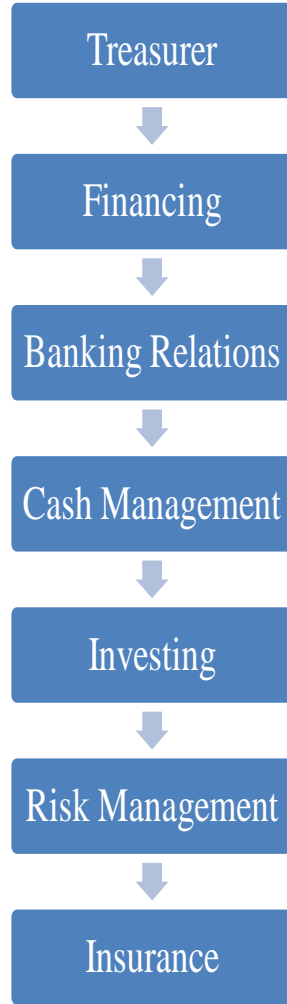 Treasurer
Financing
Banking Relations
Cash Management
Investing
Risk Management
Insurance